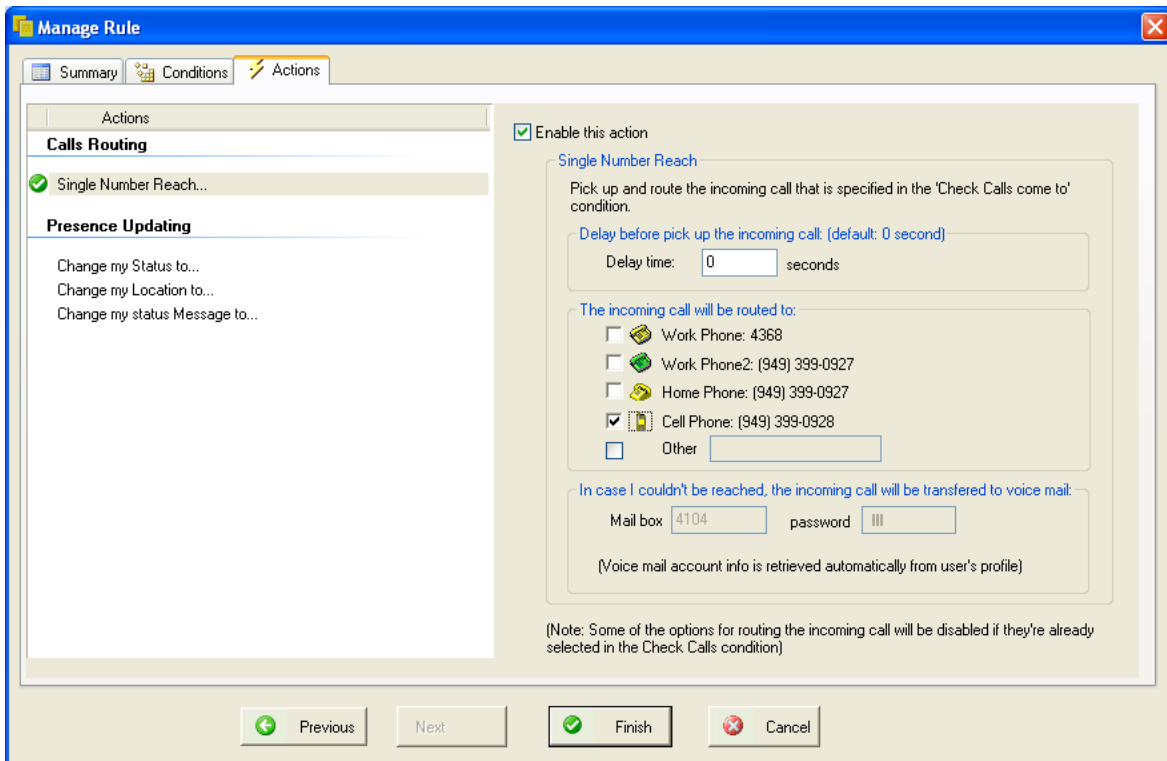 Manage Rule
Summary
Conditions
Actions
Actions
Calls Routing
Single Number Reach...
Presence Updating
Change my Status to...
Change my Location to...
Change my status Message to...
Enable this action
Single Number Reach
Pick up and route the incoming call that is specified in the 'Check Calls come to'
condition.
Delay before pick up the incoming call: (default: 0 second)
Delay time: 0 seconds
The incoming call will be routed to:
Work Phone: 4368
Work Phone2: (949) 399-0927
Home Phone: (949) 399-0927
Cell Phone: (949) 399-0928
Other
In case I couldn't be reached, the incoming call will be transfered to voice mail:
Mail box 4104 password
(Voice mail account info is retrieved automatically from user's profile)
(Note: Some of the options for routing the incoming call will be disabled if they're already
selected in the Check Calls condition)
Previous
Next
Finish
Cancel